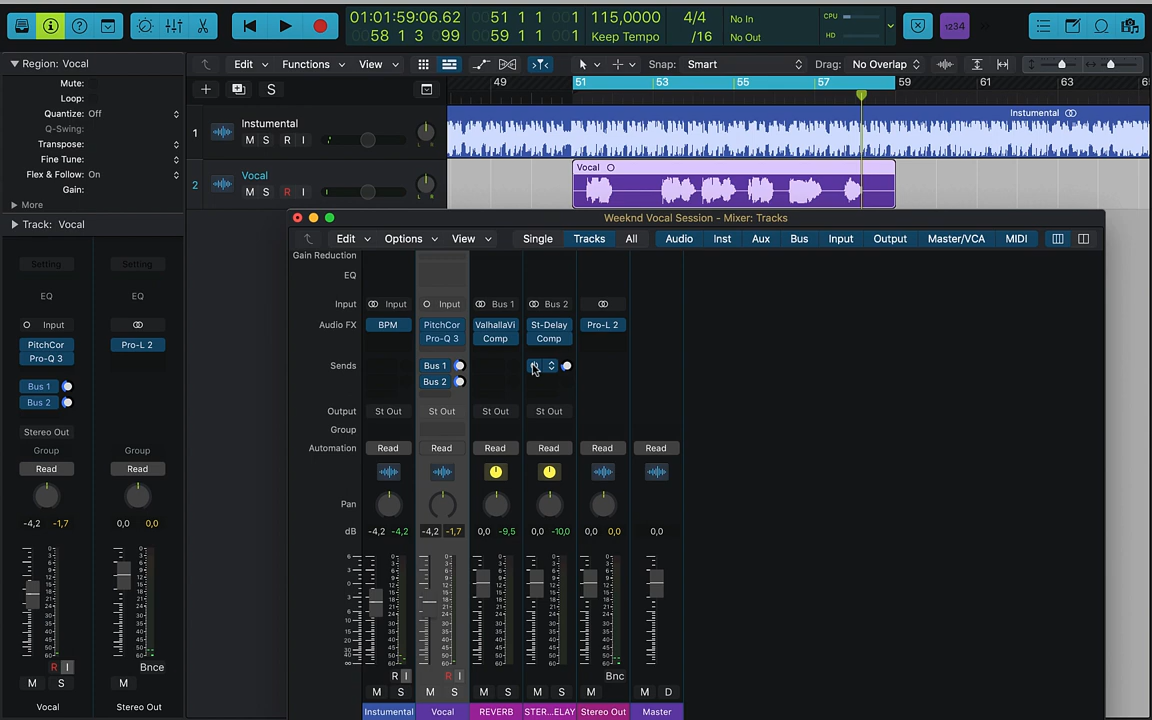 01:01:59:06.62 51 1 1 1 115,0000 4/4 No In CPU
58 1 3 99 59 1 1 1 Keep Tempo /16 No Out HD
1234
Region: Vocal
Edit Functions View Snap: Smart Drag: No Overlap
Mute:
Loop:
Quantize: Off
Q-Swing:
Transpose:
Fine Tune:
Flex & Follow: On
Gain:
More
Track: Vocal
S
49 51 53 55 57 59 61 63 65
1 Instumental
M S R I
L R
Instumental
2 Vocal
M S R I
L R
Vocal
Setting Setting
EQ EQ
Input
PitchCor Pro-L 2
Pro-Q 3
Bus 1
Bus 2
Stereo Out
Group Group
Read Read
-4,2 -1,7 0,0 0,0
R I Bnce
M S M
Vocal Stereo Out
Weeknd Vocal Session - Mixer: Tracks
Edit Options View Single Tracks All Audio Inst Aux Bus Input Output Master/VCA MIDI
Gain Reduction
EQ
Input Input Input Bus 1 Bus 2
Audio FX BPM PitchCor ValhallaVi St-Delay Pro-L 2
Pro-Q 3 Comp Comp
Sends Bus 1
Bus 2
Output St Out St Out St Out St Out
Group
Automation Read Read Read Read Read Read
Pan
dB -4,2 -4,2 -4,2 -1,7 0,0 -9,5 0,0 -10,0 0,0 0,0 0,0
R I R I Bnc
M S M S M S M S M M D
Instumental Vocal REVERB STER...ELAY Stereo Out Master